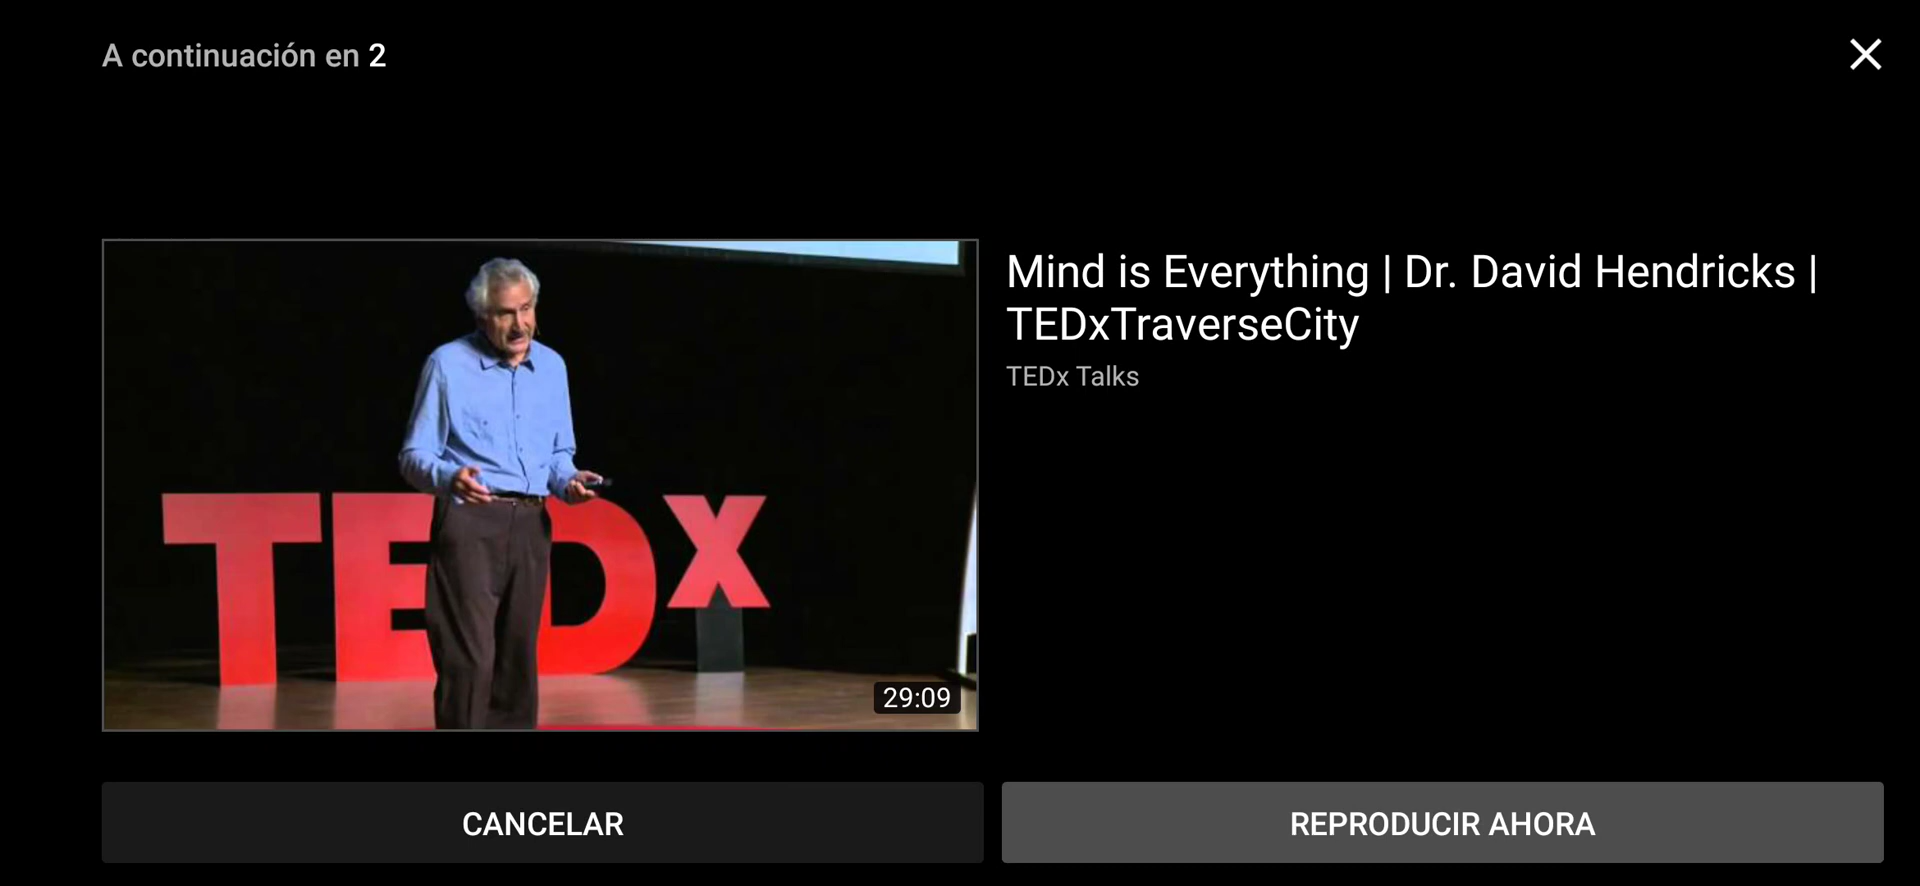 A continuación en 2
Mind is Everything | Dr. David Hendricks |
TEDxTraverseCity
TEDx Talks
TEDx
29:09
CANCELAR
REPRODUCIR AHORA